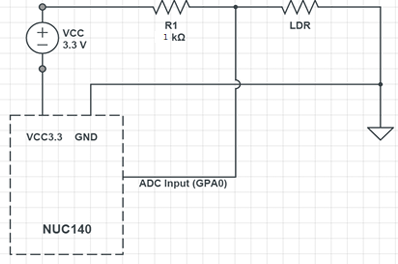 R1
1 kΩ
LDR
VCC
3.3 V
VCC3.3 GND
ADC Input (GPA0)
NUC140